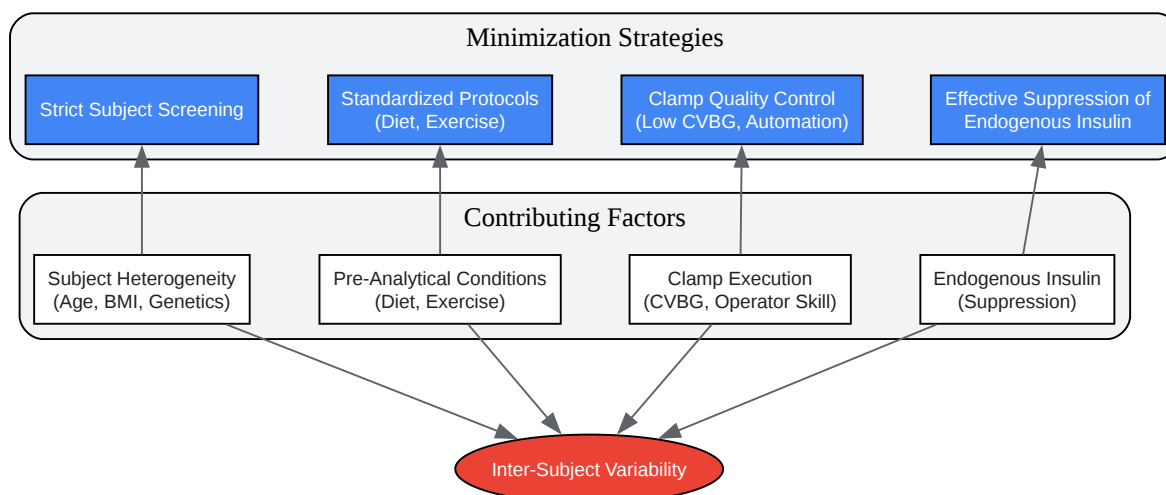 Minimization Strategies
Strict Subject Screening
Standardized Protocols
(Diet, Exercise)
Clamp Quality Control
(Low CVBG, Automation)
Effective Suppression of
Endogenous Insulin
Contributing Factors
Subject Heterogeneity
(Age, BMI, Genetics)
Pre-Analytical Conditions
(Diet, Exercise)
Clamp Execution
(CVBG, Operator Skill)
Endogenous Insulin
(Suppression)
Inter-Subject Variability